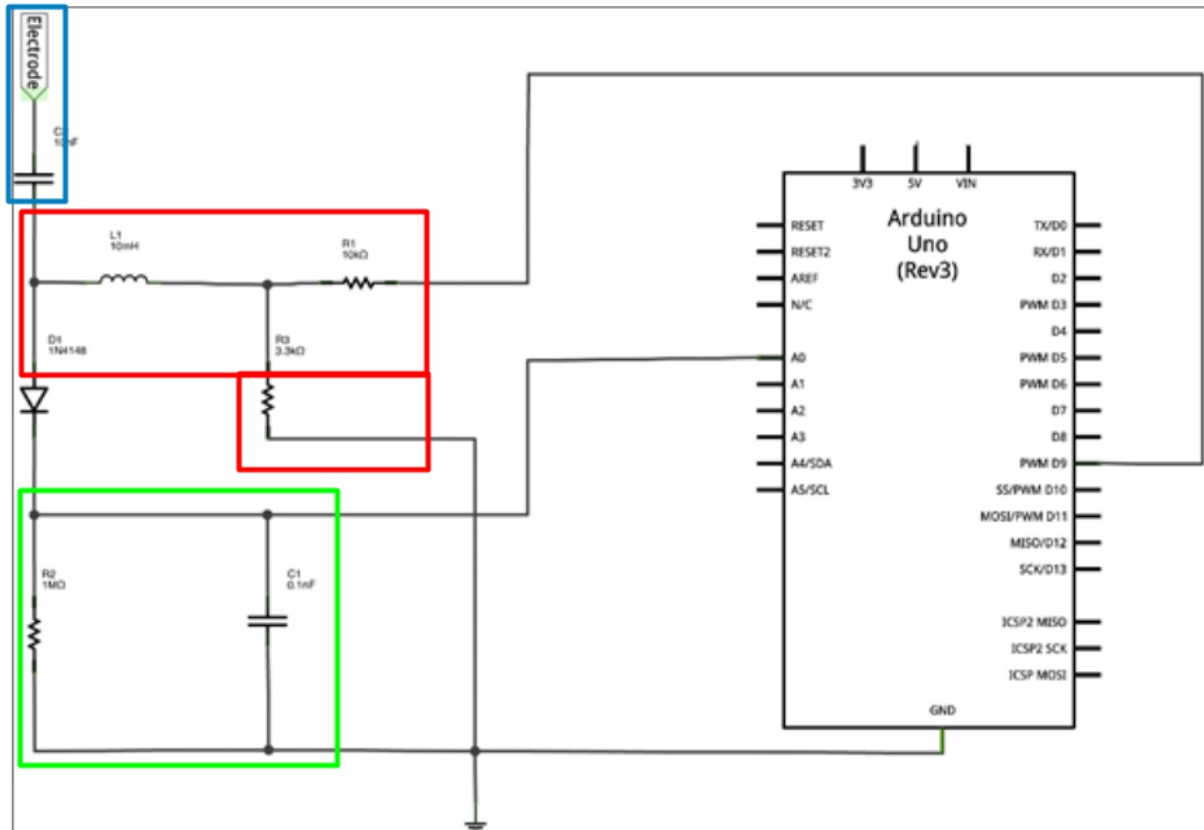 Electrode
10nF
L1
10mH
R1
10kΩ
D1
1N4148
R3
3.3kΩ
R2
1MΩ
C1
0.1nF
3V3
5V
VIN
Arduino
Uno
(Rev3)
RESET
RESET2
AREF
N/C
A0
A1
A2
A3
A4/SDA
A5/SCL
TX/D0
RX/D1
D2
PWM D3
D4
PWM D5
PWM D6
D7
D8
PWM D9
SS/PWM D10
MOSI/PWM D11
MISO/D12
SCK/D13
ICSP2 MISO
ICSP2 SCK
ICSP MOSI
GND